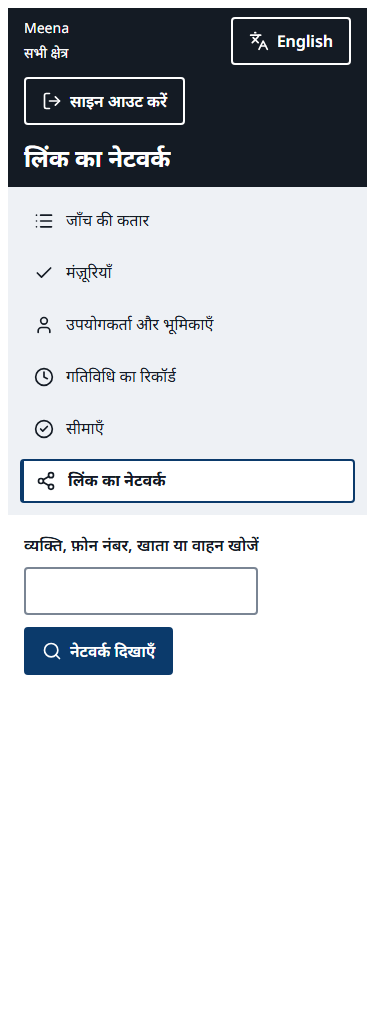 Meena
सभी क्षेत्र
English
साइन आउट करें
लिंक का नेटवर्क
जाँच की कतार
मंज़ूरियाँ
उपयोगकर्ता और भूमिकाएँ
गतिविधि का रिकॉर्ड
सीमाएँ
लिंक का नेटवर्क
व्यक्ति, फ़ोन नंबर, खाता या वाहन खोजें
नेटवर्क दिखाएँ